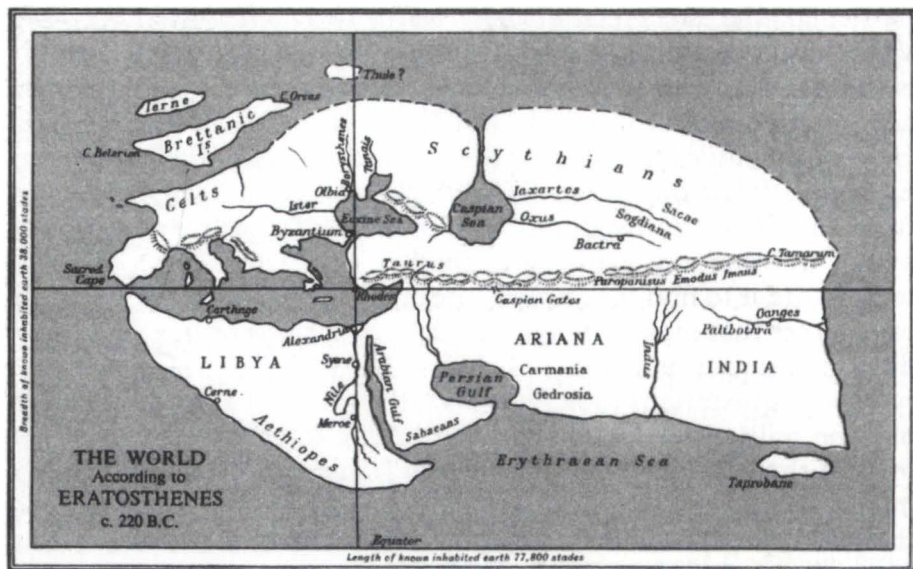 Thule ?
Ierne
C. Orcas
Brettanic
Is
C. Belerion
Borysthenes
Tanais
Scythians
Celts
Olbia
Ister
Euxine Sea
Caspian
Sea
Iaxartes
Sacae
Oxus
Sogdiana
Byzantium
Bactra
Sacred
Cape
Taurus
C. Tamarum
Paropanisus Emodus Imaus
Rhodes
Caspian Gates
Carthage
Alexandria
ARIANA
Ganges
Palibothra
LIBYA
Syene
Arabian Gulf
Persian
Gulf
Carmania
Gedrosia
Indus
INDIA
Cerne
Nile
Meroe
Sabaeans
Aethiopes
Erythraean Sea
Taprobane
THE WORLD
According to
ERATOSTHENES
c. 220 B.C.
Equator
Breadth of known inhabited earth 38,000 stades
Length of known inhabited earth 77,800 stades